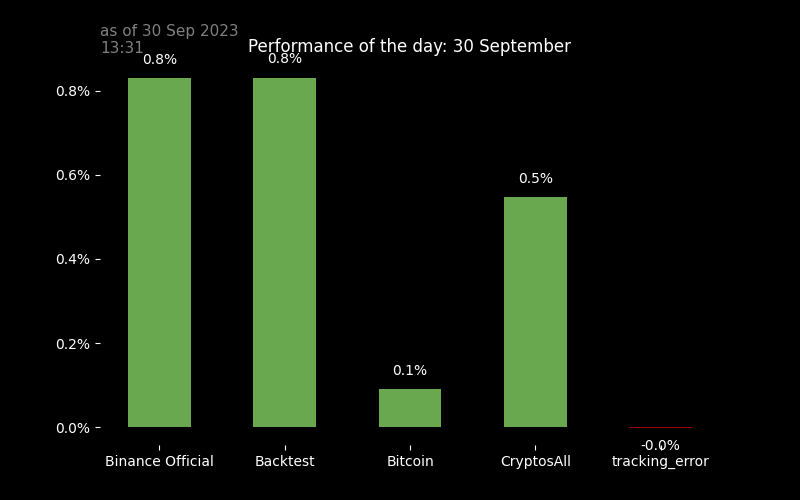 as of 30 Sep 2023
13:31
Performance of the day: 30 September
0.8%
0.8%
0.8%
0.6%
0.5%
0.4%
0.2%
0.1%
0.0%
-0.0%
Binance Official
Backtest
Bitcoin
CryptosAll
tracking_error